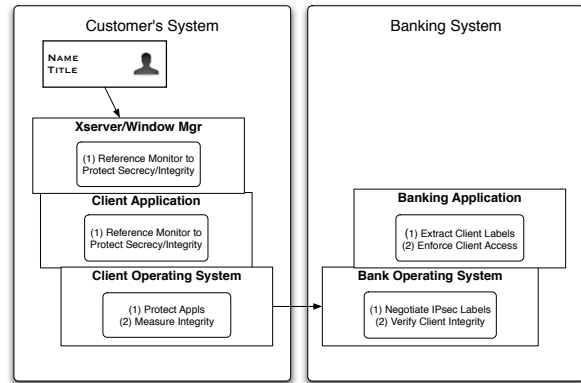 Customer's System
NAME
TITLE
Xserver/Window Mgr
(1) Reference Monitor to
Protect Secrecy/Integrity
Client Application
(1) Reference Monitor to
Protect Secrecy/Integrity
Client Operating System
(1) Protect Appls
(2) Measure Integrity
Banking System
Banking Application
(1) Extract Client Labels
(2) Enforce Client Access
Bank Operating System
(1) Negotiate IPsec Labels
(2) Verify Client Integrity